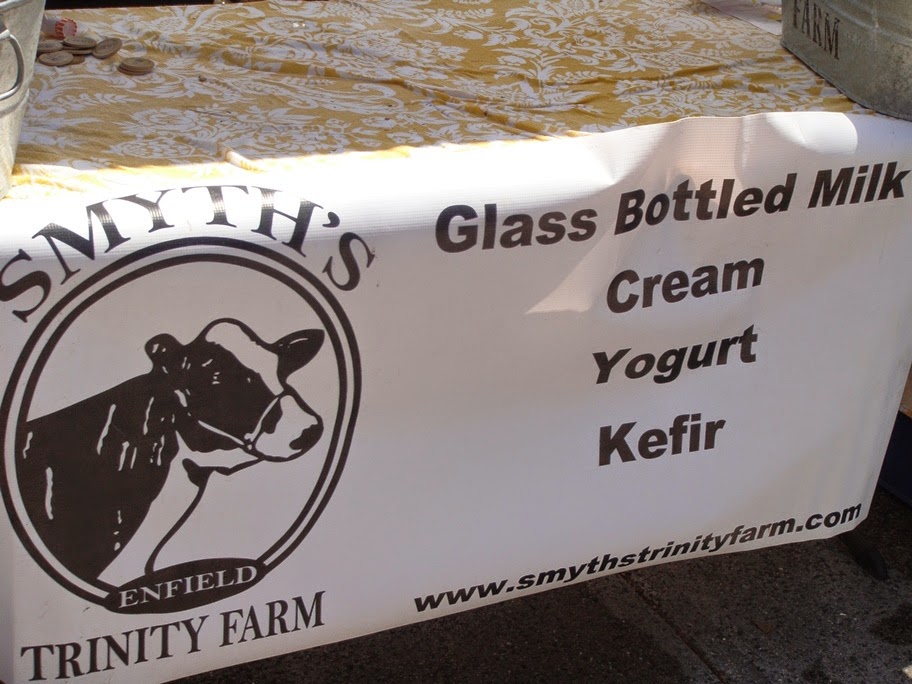 FARM
SMYTH'S
ENFIELD
TRINITY FARM
Glass Bottled Milk
Cream
Yogurt
Kefir
www.smythstrinityfarm.com